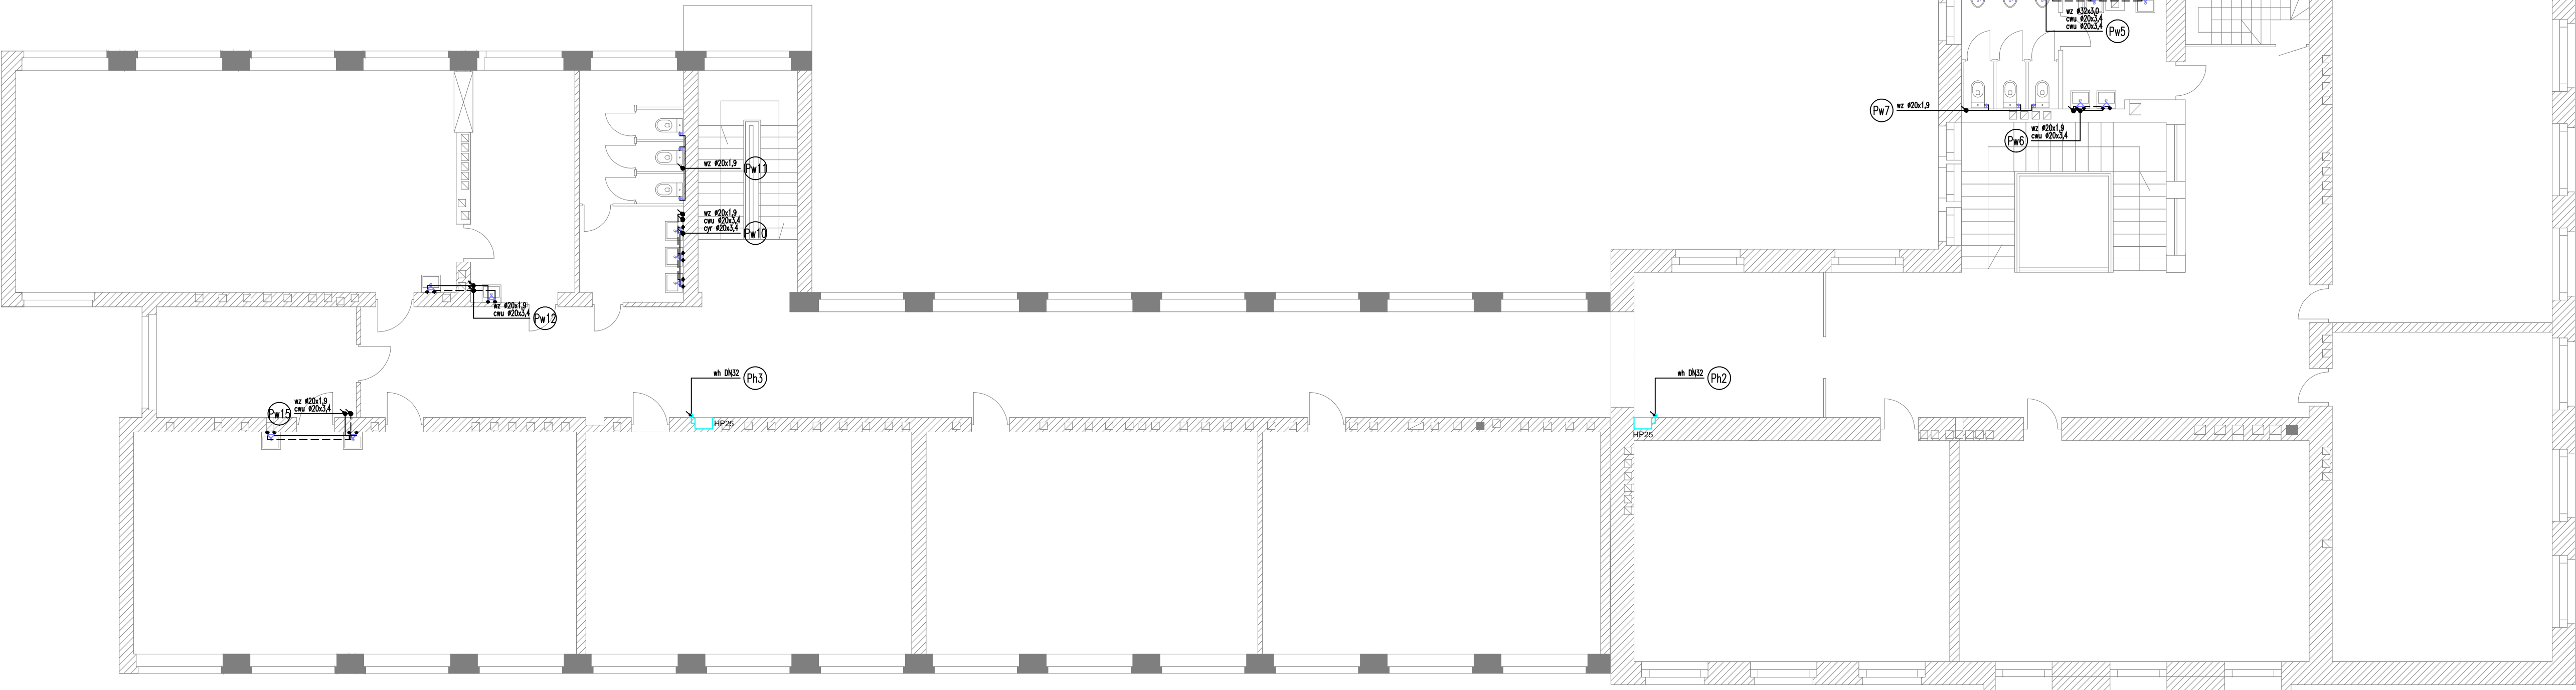 wz Ø32x3,0
cwu Ø20x3,4
cwu Ø20x3,4
Pw5
Pw7
wz Ø20x1,9
wz Ø20x1,9
cwu Ø20x3,4
Pw6
wz Ø20x1,9
Pw11
wz Ø20x1,9
cwu Ø20x3,4
cyr Ø20x3,4
Pw10
wz Ø20x1,9
cwu Ø20x3,4
Pw12
wh DN32
Ph3
wh DN32
Ph2
wz Ø20x1,9
cwu Ø20x3,4
Pw15
HP25
HP25